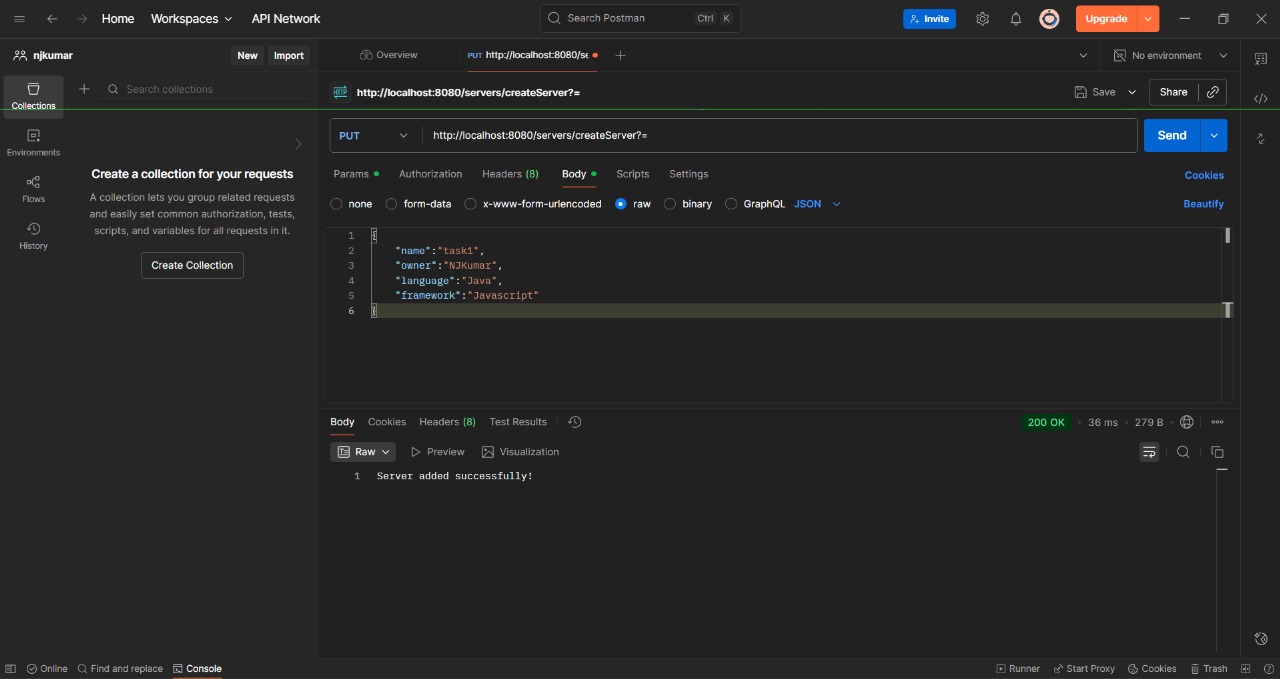 Home Workspaces API Network Search Postman Ctrl K Invite Upgrade
njkumar New Import Overview PUT http://localhost:8080/se No environment
Search collections
Collections
http://localhost:8080/servers/createServer?= Save Share
PUT http://localhost:8080/servers/createServer?= Send
Environments
Flows
History
Create a collection for your requests
A collection lets you group related requests
and easily set common authorization, tests,
scripts, and variables for all requests in it.
Create Collection
Params Authorization Headers (8) Body Scripts Settings Cookies
none form-data x-www-form-urlencoded raw binary GraphQL JSON Beautify
1 {
2 "name":"task1",
3 "owner":"NJKumar",
4 "language":"Java",
5 "framework":"Javascript"
6 }
Body Cookies Headers (8) Test Results 200 OK • 36 ms • 279 B
Raw Preview Visualization
1 Server added successfully!
Online Find and replace Console Runner Start Proxy Cookies Trash